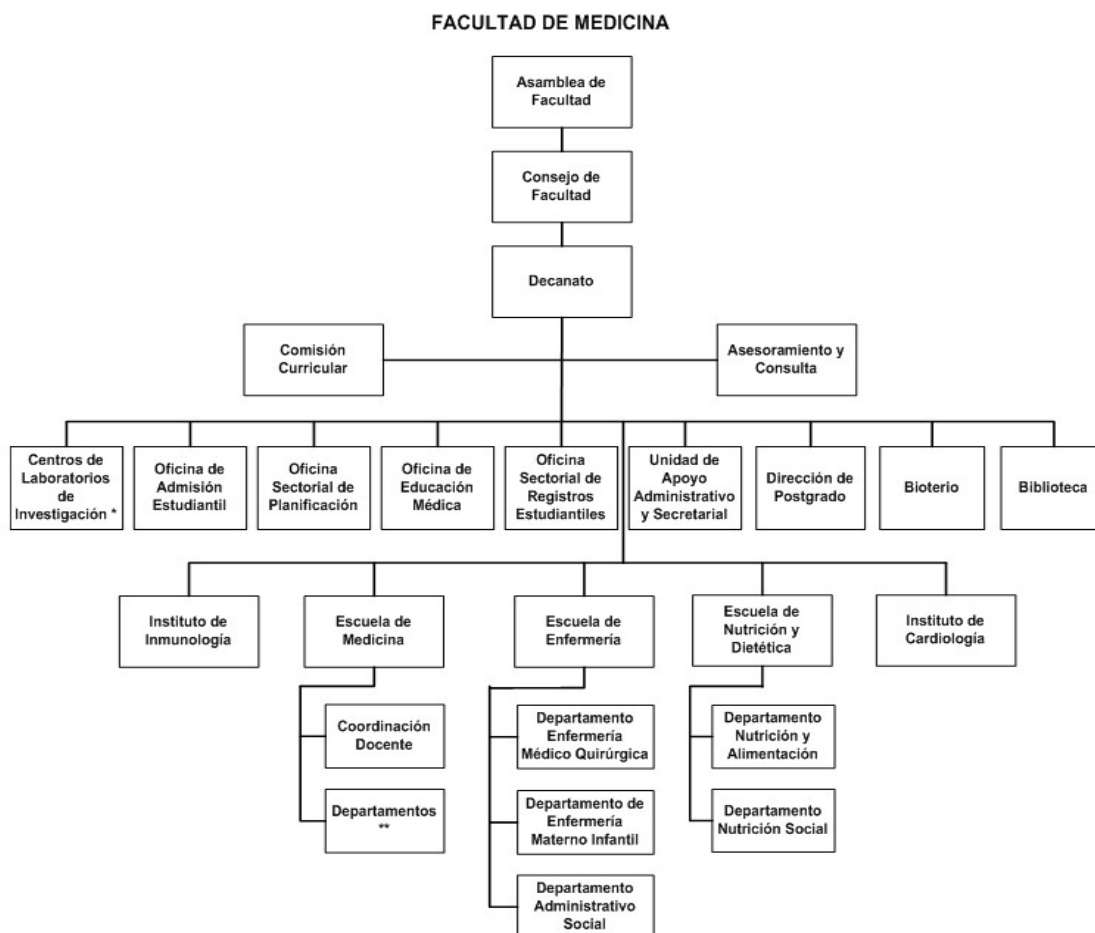 FACULTAD DE MEDICINA
Asamblea de
Facultad
Consejo de
Facultad
Decanato
Comisión
Curricular
Asesoramiento y
Consulta
Centros de
Laboratorios
de
Investigación *
Oficina de
Admisión
Estudiantil
Oficina
Sectorial de
Planificación
Oficina de
Educación
Médica
Oficina
Sectorial de
Registros
Estudiantiles
Unidad de
Apoyo
Administrativo
y Secretarial
Dirección de
Postgrado
Bioterio
Biblioteca
Instituto de
Inmunología
Escuela de
Medicina
Escuela de
Enfermería
Escuela de
Nutrición y
Dietética
Instituto de
Cardiología
Coordinación
Docente
Departamentos
**
Departamento
Enfermería
Médico Quirúrgica
Departamento de
Enfermería
Materno Infantil
Departamento
Administrativo
Social
Departamento
Nutrición y
Alimentación
Departamento
Nutrición Social